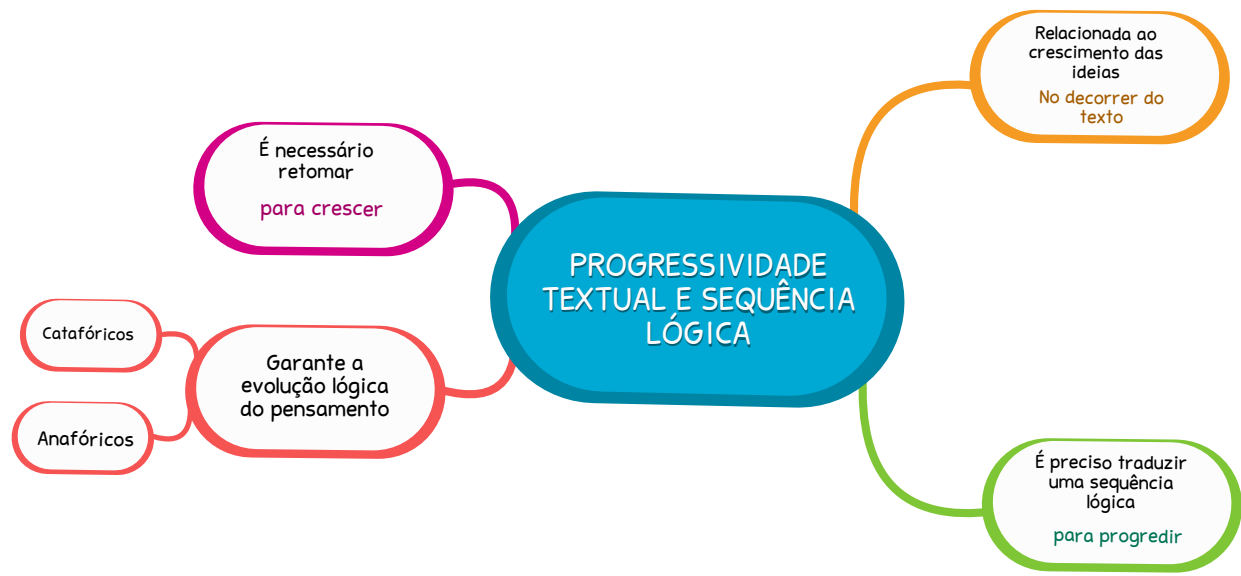 Relacionada ao
crescimento das
ideias
No decorrer do
texto
É necessário
retomar
para crescer
PROGRESSIVIDADE
TEXTUAL E SEQUÊNCIA
LÓGICA
Catafóricos
Garante a
evolução lógica
do pensamento
Anafóricos
É preciso traduzir
uma sequência
lógica
para progredir